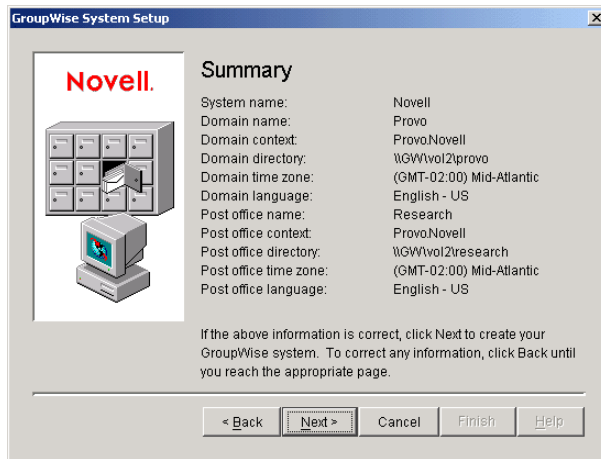 GroupWise System Setup
Novell.
Summary
System name: Novell
Domain name: Provo
Domain context: Provo.Novell
Domain directory: \\GW\vol2\provo
Domain time zone: (GMT-02:00) Mid-Atlantic
Domain language: English - US
Post office name: Research
Post office context: Provo.Novell
Post office directory: \\GW\vol2\research
Post office time zone: (GMT-02:00) Mid-Atlantic
Post office language: English - US
If the above information is correct, click Next to create your
GroupWise system. To correct any information, click Back until
you reach the appropriate page.
< Back Next > Cancel Finish Help